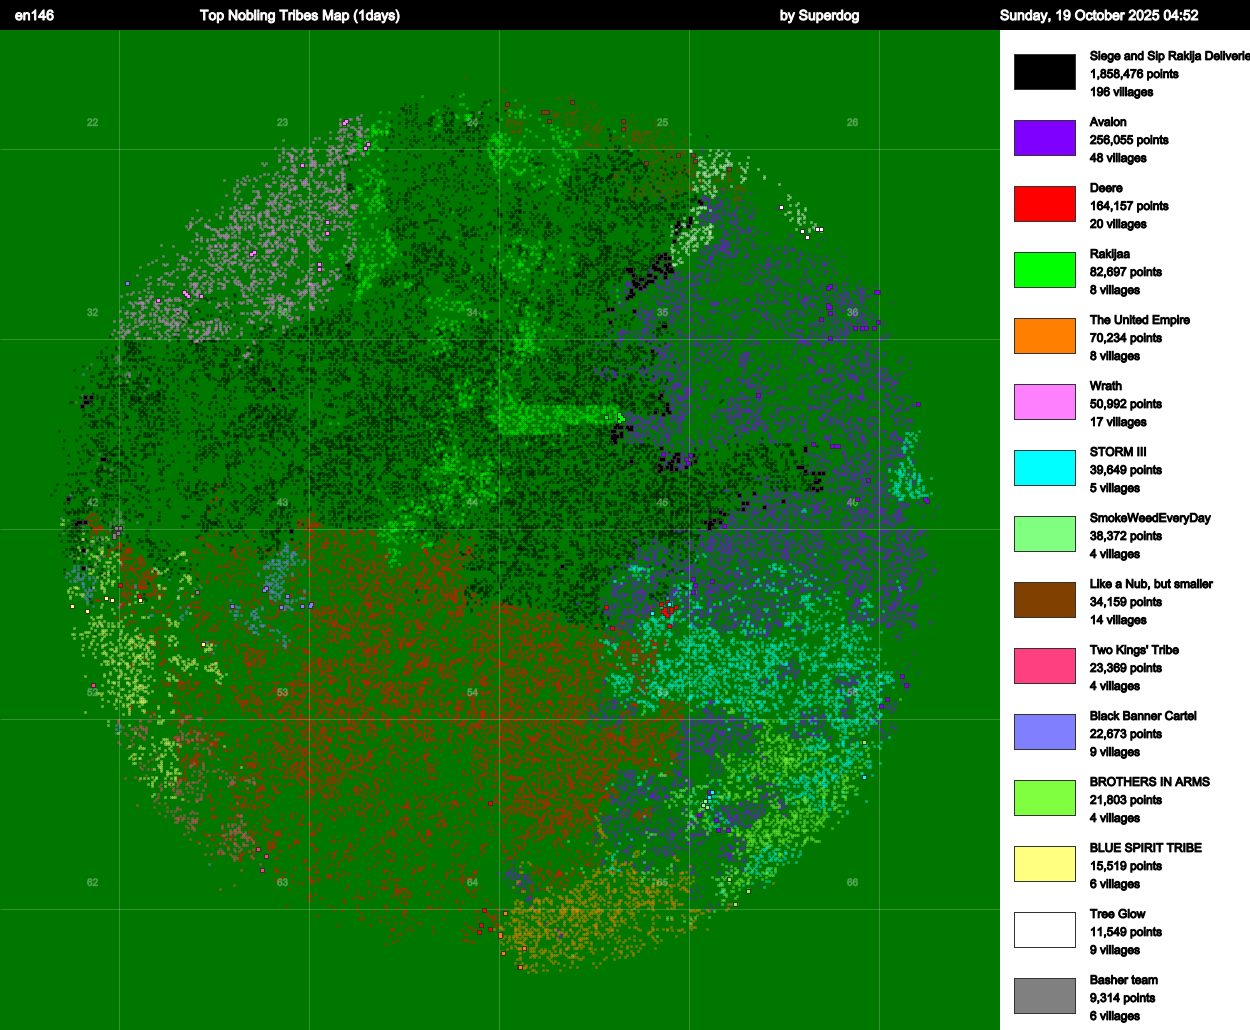 en146 Top Nobling Tribes Map (1days) by Superdog Sunday, 19 October 2025 04:52
Siege and Sip Rakija Deliverie
1,858,476 points
196 villages
Avalon
256,055 points
48 villages
Deere
164,157 points
20 villages
Rakijaa
82,697 points
8 villages
The United Empire
70,234 points
8 villages
Wrath
50,992 points
17 villages
STORM III
39,649 points
5 villages
SmokeWeedEveryDay
38,372 points
4 villages
Like a Nub, but smaller
34,159 points
14 villages
Two Kings' Tribe
23,369 points
4 villages
Black Banner Cartel
22,673 points
9 villages
BROTHERS IN ARMS
21,803 points
4 villages
BLUE SPIRIT TRIBE
15,519 points
6 villages
Tree Glow
11,549 points
9 villages
Basher team
9,314 points
6 villages
22 23 24 25 26
32 34 35 36
42 43 45
53 54
62 63 64 65 66